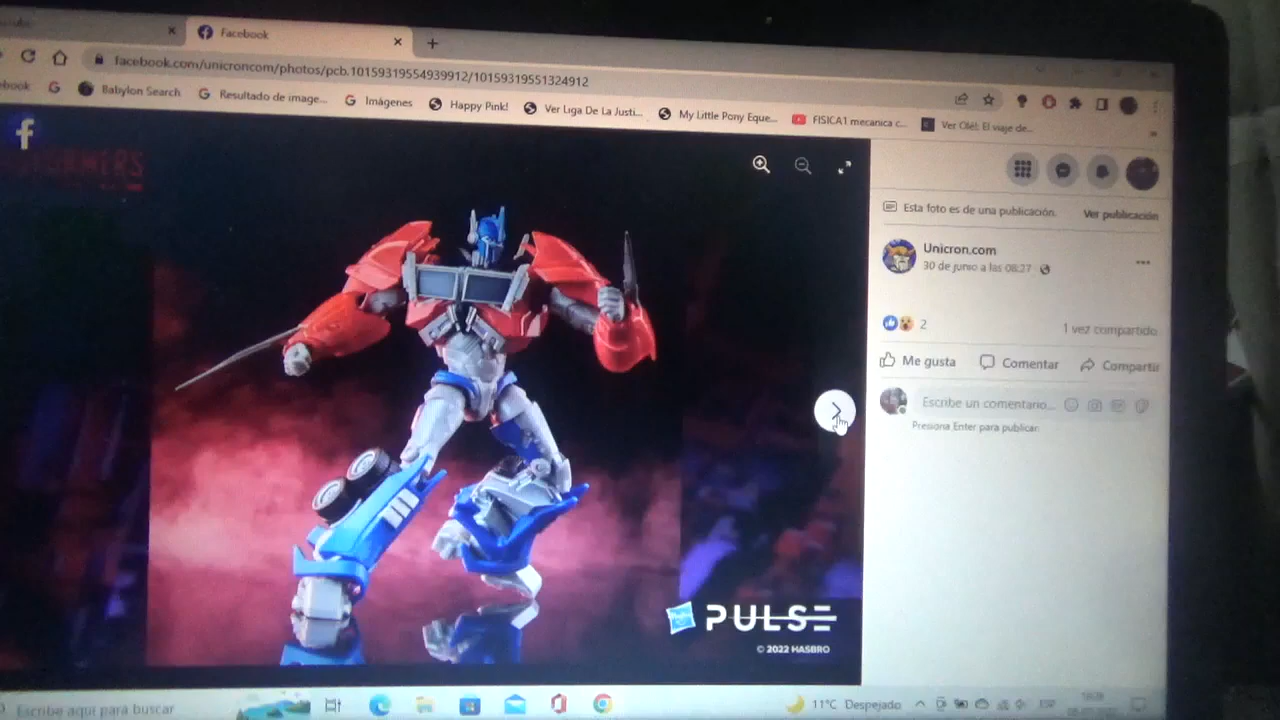 Facebook
facebook.com/unicroncom/photos/pcb.10159319554939912/10159319551324912
ebook
Babylon Search
Resultado de image...
Imágenes
Happy Pink!
Ver Liga De La Justi...
My Little Pony Eque...
FISICA1 mecanica c...
Ver Olé!: El viaje de...
Esta foto es de una publicación.
Ver publicación
Unicron.com
30 de junio a las 08:27
2
1 vez compartido
Me gusta
Comentar
Compartir
Escribe un comentario...
Presiona Enter para publicar.
PULSE
© 2022 HASBRO
Escribe aquí para buscar
11°C Despejado
ESP